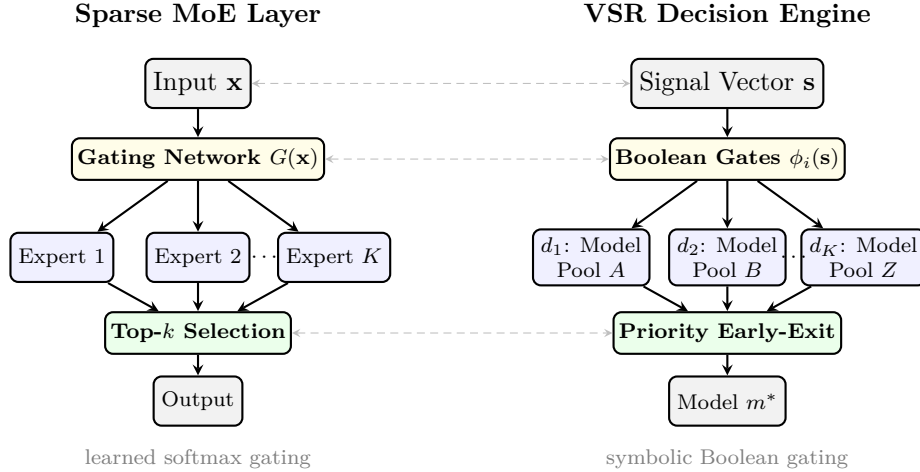 Sparse MoE Layer
VSR Decision Engine
Input x
Signal Vector s
Gating Network G(x)
Boolean Gates ϕᵢ(s)
Expert 1
Expert 2
...
Expert K
d₁: Model
Pool A
d₂: Model
Pool B
...
d_K: Model
Pool Z
Top-k Selection
Priority Early-Exit
Output
Model m*
learned softmax gating
symbolic Boolean gating